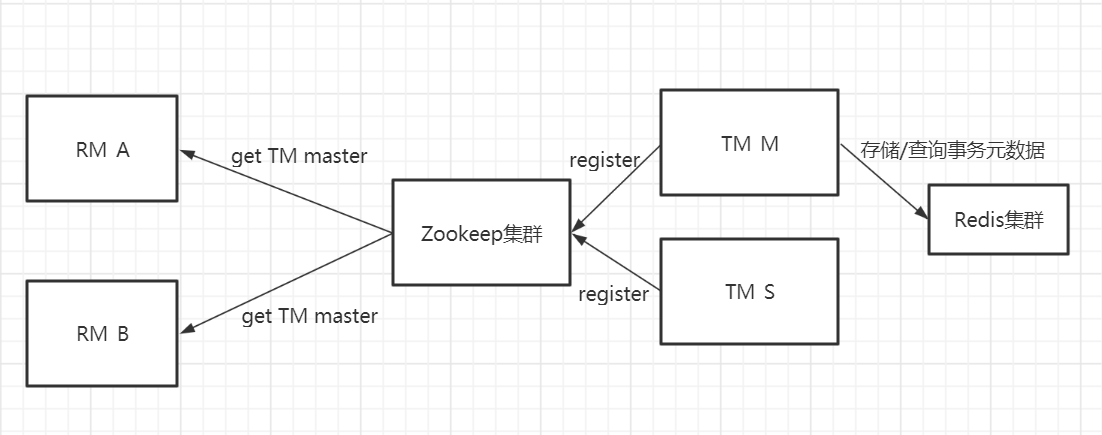 RM A
get TM master
RM B
get TM master
Zookeep集群
register
register
TM M
TM S
存储/查询事务元数据
Redis集群